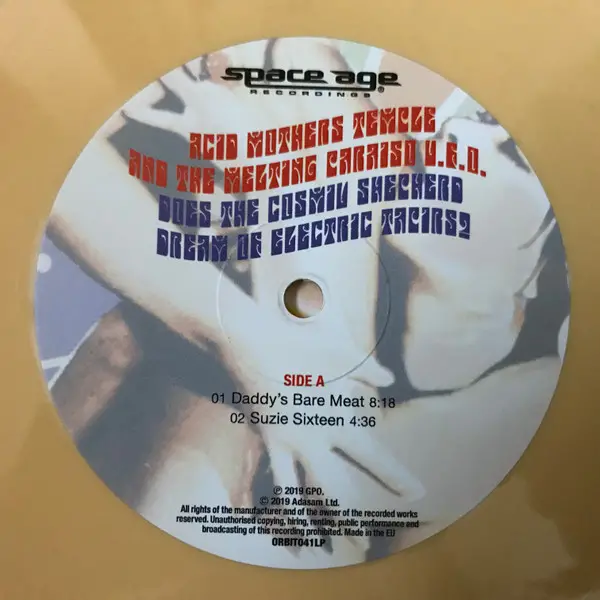 space age®
RECORDINGS
ACID MOTHERS TEMPLE
AND THE MELTING PARAISO U.F.O.
DOES THE COSMIC SHEPHERD
DREAM OF ELECTRIC TAPIRS?
SIDE A
01 Daddy's Bare Meat 8:18
02 Suzie Sixteen 4:36
℗ 2019 GPO.
© 2019 Adasam Ltd.
All rights of the manufacturer and of the owner of the recorded works
reserved. Unauthorised copying, hiring, renting, public performance and
broadcasting of this recording prohibited. Made in the EU
ORBIT041LP